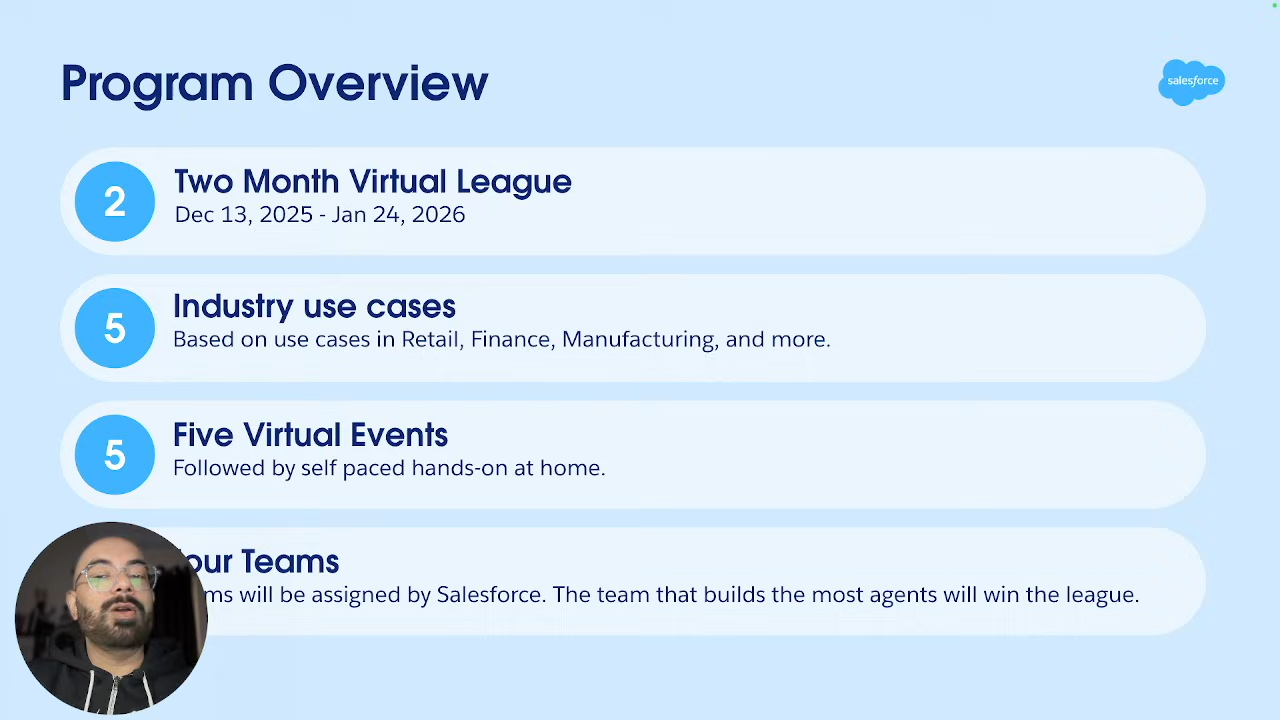 Program Overview
salesforce
2
Two Month Virtual League
Dec 13, 2025 - Jan 24, 2026
5
Industry use cases
Based on use cases in Retail, Finance, Manufacturing, and more.
5
Five Virtual Events
Followed by self paced hands-on at home.
our Teams
will be assigned by Salesforce. The team that builds the most agents will win the league.